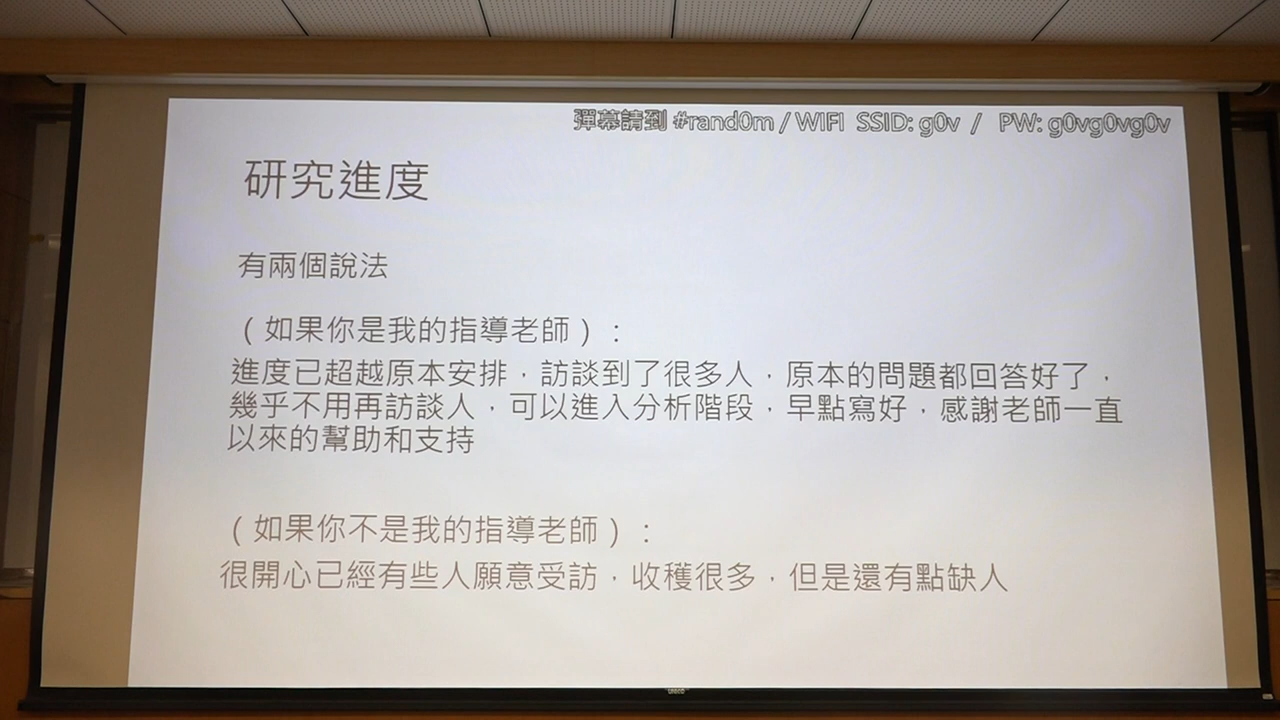 彈幕請到 #rand0m / WIFI SSID: g0v / PW: g0vg0vg0v
研究進度
有兩個說法
（如果你是我的指導老師）：
進度已超越原本安排，訪談到了很多人，原本的問題都回答好了，
幾乎不用再訪談人，可以進入分析階段，早點寫好，感謝老師一直
以來的幫助和支持
（如果你不是我的指導老師）：
很開心已經有些人願意受訪，收穫很多，但是還有點缺人